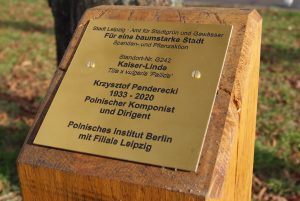 Stadt Leipzig - Amt für Stadtgrün und Gewässer
Für eine baumstarke Stadt
Spenden- und Pflanzaktion
Standort-Nr. G242
Kaiser-Linde
Tilia x vulgaris 'Pallida'
Krzysztof Penderecki
1933 - 2020
Polnischer Komponist
und Dirigent
Polnisches Institut Berlin
mit Filiale Leipzig